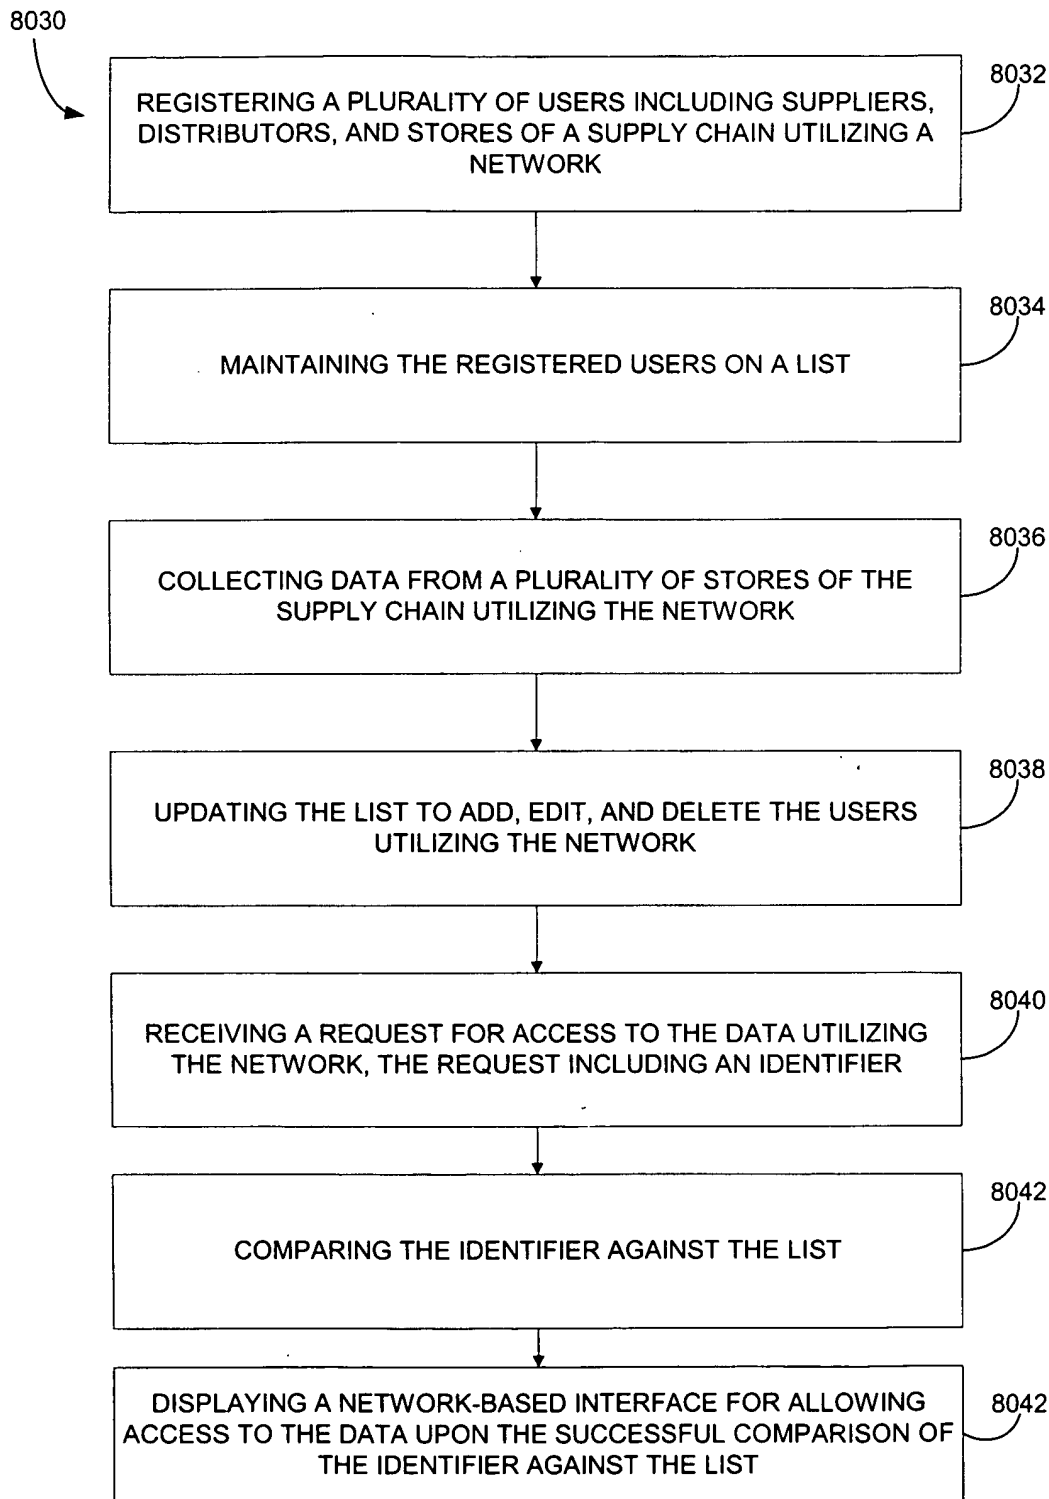 8030
8032
REGISTERING A PLURALITY OF USERS INCLUDING SUPPLIERS,
DISTRIBUTORS, AND STORES OF A SUPPLY CHAIN UTILIZING A
NETWORK
8034
MAINTAINING THE REGISTERED USERS ON A LIST
8036
COLLECTING DATA FROM A PLURALITY OF STORES OF THE
SUPPLY CHAIN UTILIZING THE NETWORK
8038
UPDATING THE LIST TO ADD, EDIT, AND DELETE THE USERS
UTILIZING THE NETWORK
8040
RECEIVING A REQUEST FOR ACCESS TO THE DATA UTILIZING
THE NETWORK, THE REQUEST INCLUDING AN IDENTIFIER
8042
COMPARING THE IDENTIFIER AGAINST THE LIST
8042
DISPLAYING A NETWORK-BASED INTERFACE FOR ALLOWING
ACCESS TO THE DATA UPON THE SUCCESSFUL COMPARISON OF
THE IDENTIFIER AGAINST THE LIST